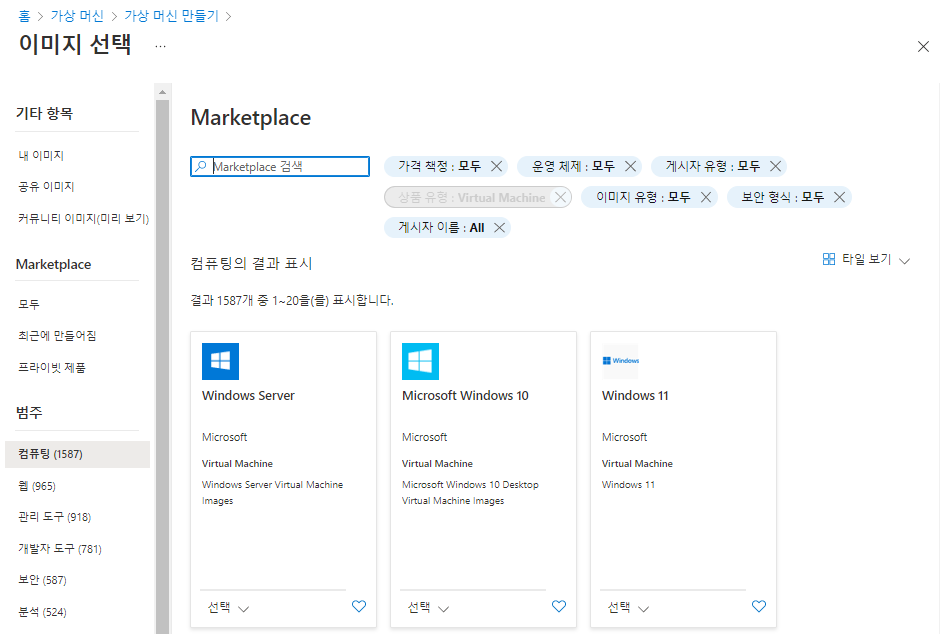 홈 > 가상 머신 > 가상 머신 만들기 >
이미지 선택 ...
기타 항목
내 이미지
공유 이미지
커뮤니티 이미지(미리 보기)
Marketplace
모두
최근에 만들어짐
프라이빗 제품
범주
컴퓨팅 (1587)
웹 (965)
관리 도구 (918)
개발자 도구 (781)
보안 (587)
분석 (524)
Marketplace
Marketplace 검색
가격 책정 : 모두
운영 체제 : 모두
게시자 유형 : 모두
상품 유형 : Virtual Machine
이미지 유형 : 모두
보안 형식 : 모두
게시자 이름 : All
컴퓨팅의 결과 표시
타일 보기
결과 1587개 중 1~20을(를) 표시합니다.
Windows Server
Microsoft
Virtual Machine
Windows Server Virtual Machine
Images
선택
Microsoft Windows 10
Microsoft
Virtual Machine
Microsoft Windows 10 Desktop
Virtual Machine Images
선택
Windows
Windows 11
Microsoft
Virtual Machine
Windows 11
선택